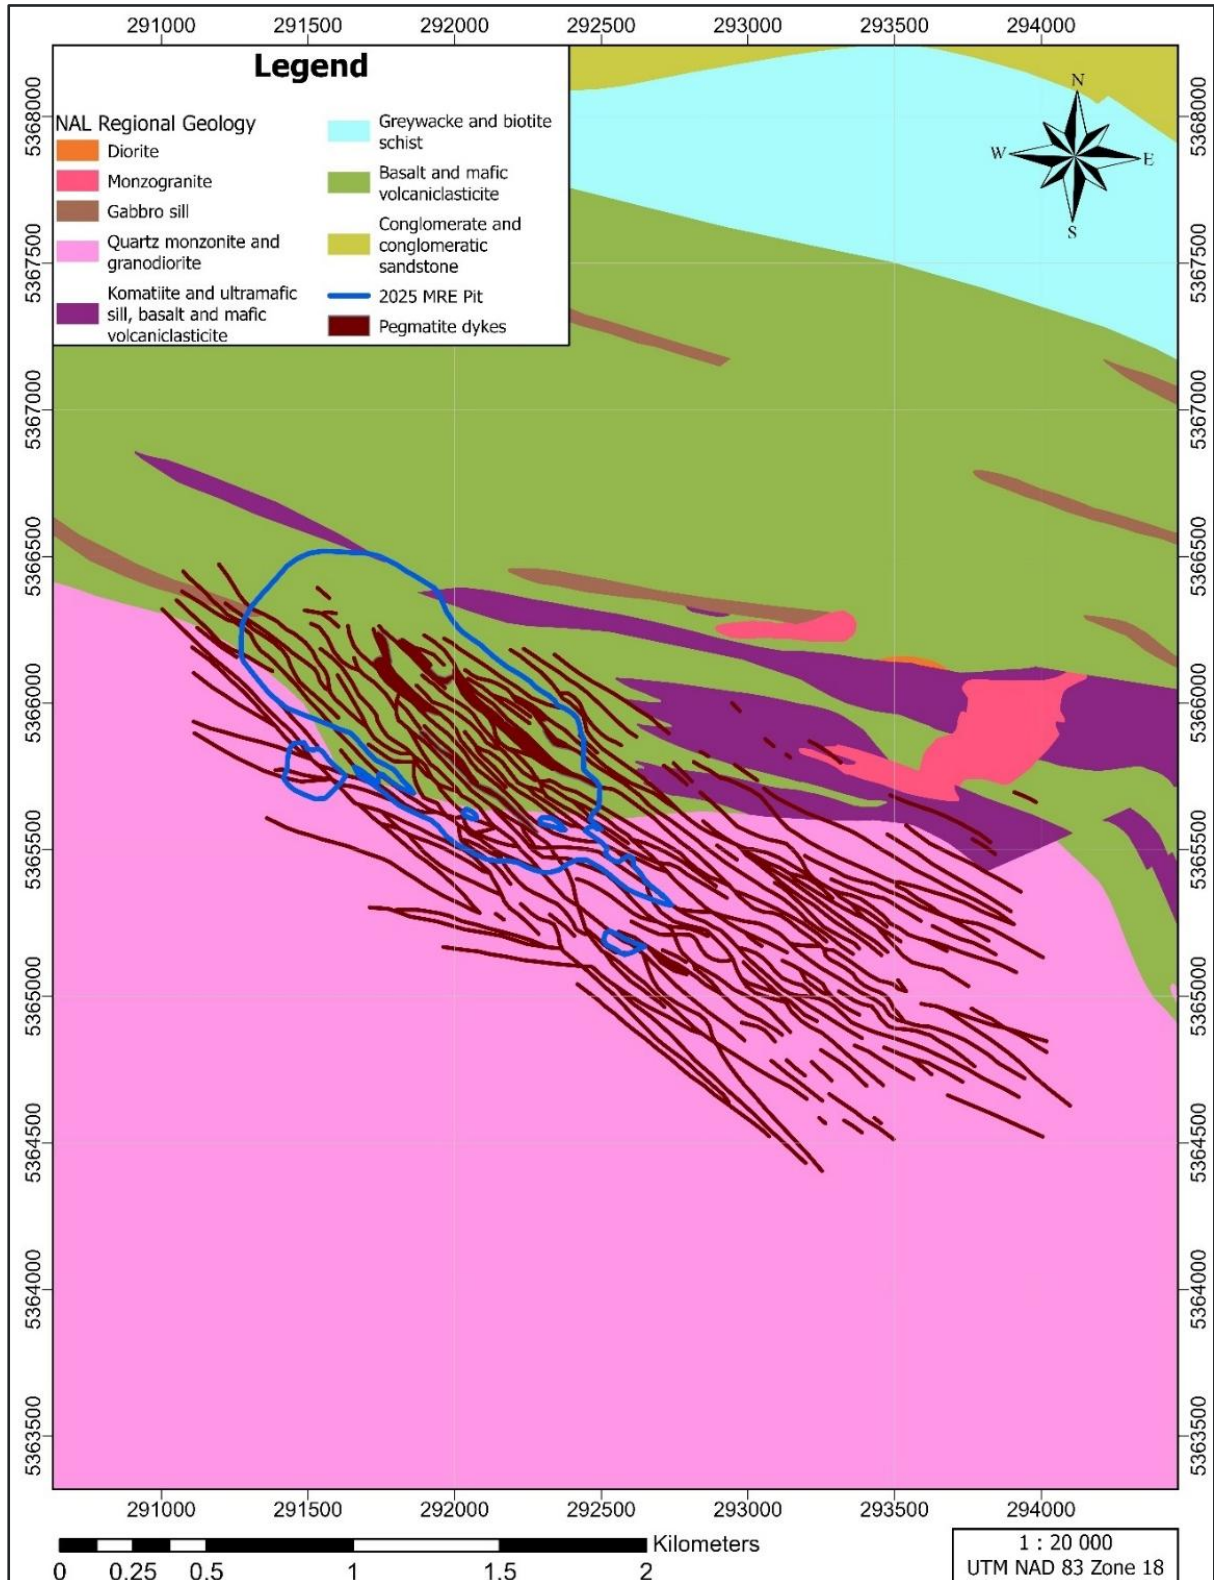 291000 291500 292000 292500 293000 293500 294000
Legend
NAL Regional Geology
Diorite
Monzogranite
Gabbro sill
Quartz monzonite and
granodiorite
Komatiite and ultramafic
sill, basalt and mafic
volcaniclasticite
Greywacke and biotite
schist
Basalt and mafic
volcaniclasticite
Conglomerate and
conglomeratic
sandstone
2025 MRE Pit
Pegmatite dykes
N
W E
S
5368000 5368000
5367500 5367500
5367000 5367000
5366500 5366500
5366000 5366000
5365500 5365500
5365000 5365000
5364500 5364500
5364000 5364000
5363500 5363500
291000 291500 292000 292500 293000 293500 294000
Kilometers
0 0.25 0.5 1 1.5 2
1 : 20 000
UTM NAD 83 Zone 18